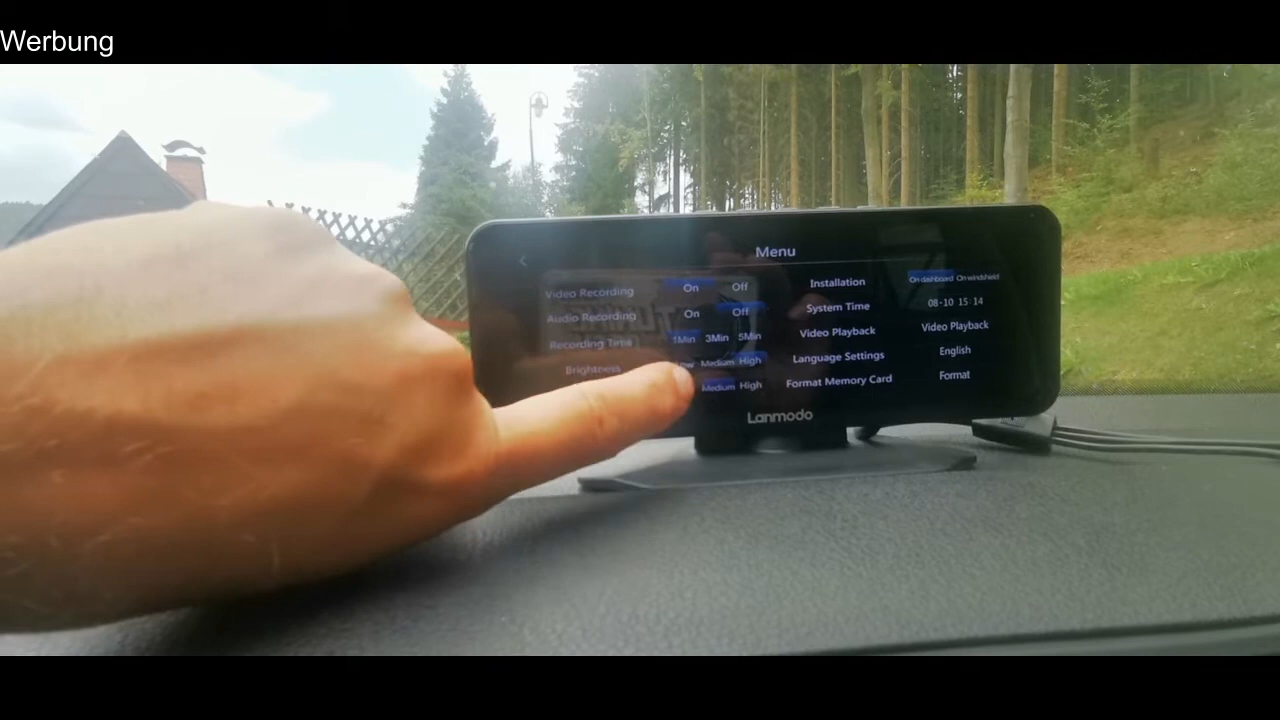 Werbung
Menu
Video Recording On Off
Audio Recording On Off
Recording Time 1Min 3Min 5Min
Brightness Medium High
Medium High
Installation On dashboard On windshield
System Time 08-10 15 14
Video Playback Video Playback
Language Settings English
Format Memory Card Format
Lanmodo